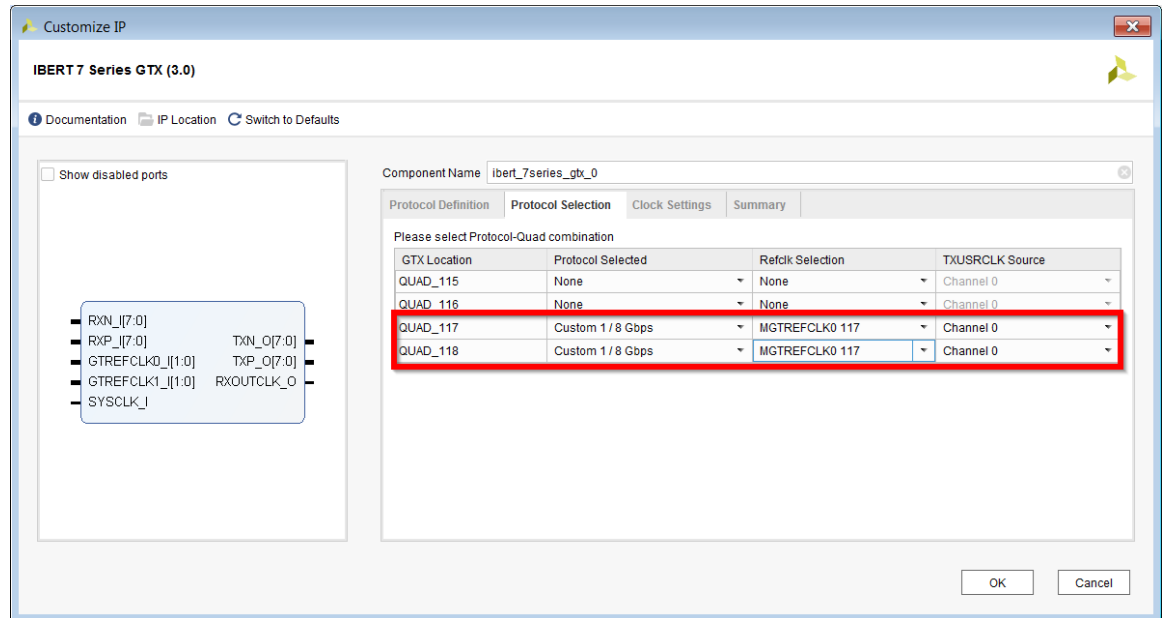 Customize IP
IBERT 7 Series GTX (3.0)
Documentation IP Location Switch to Defaults
Show disabled ports
RXN_I[7:0]
RXP_I[7:0] TXN_O[7:0]
GTREFCLK0_I[1:0] TXP_O[7:0]
GTREFCLK1_I[1:0] RXOUTCLK_O
SYSCLK_I
Component Name ibert_7series_gtx_0
Protocol Definition Protocol Selection Clock Settings Summary
Please select Protocol-Quad combination
GTX Location Protocol Selected Refclk Selection TXUSRCLK Source
QUAD_115 None None Channel 0
QUAD_116 None None Channel 0
QUAD_117 Custom 1 / 8 Gbps MGTREFCLK0 117 Channel 0
QUAD_118 Custom 1 / 8 Gbps MGTREFCLK0 117 Channel 0
OK Cancel